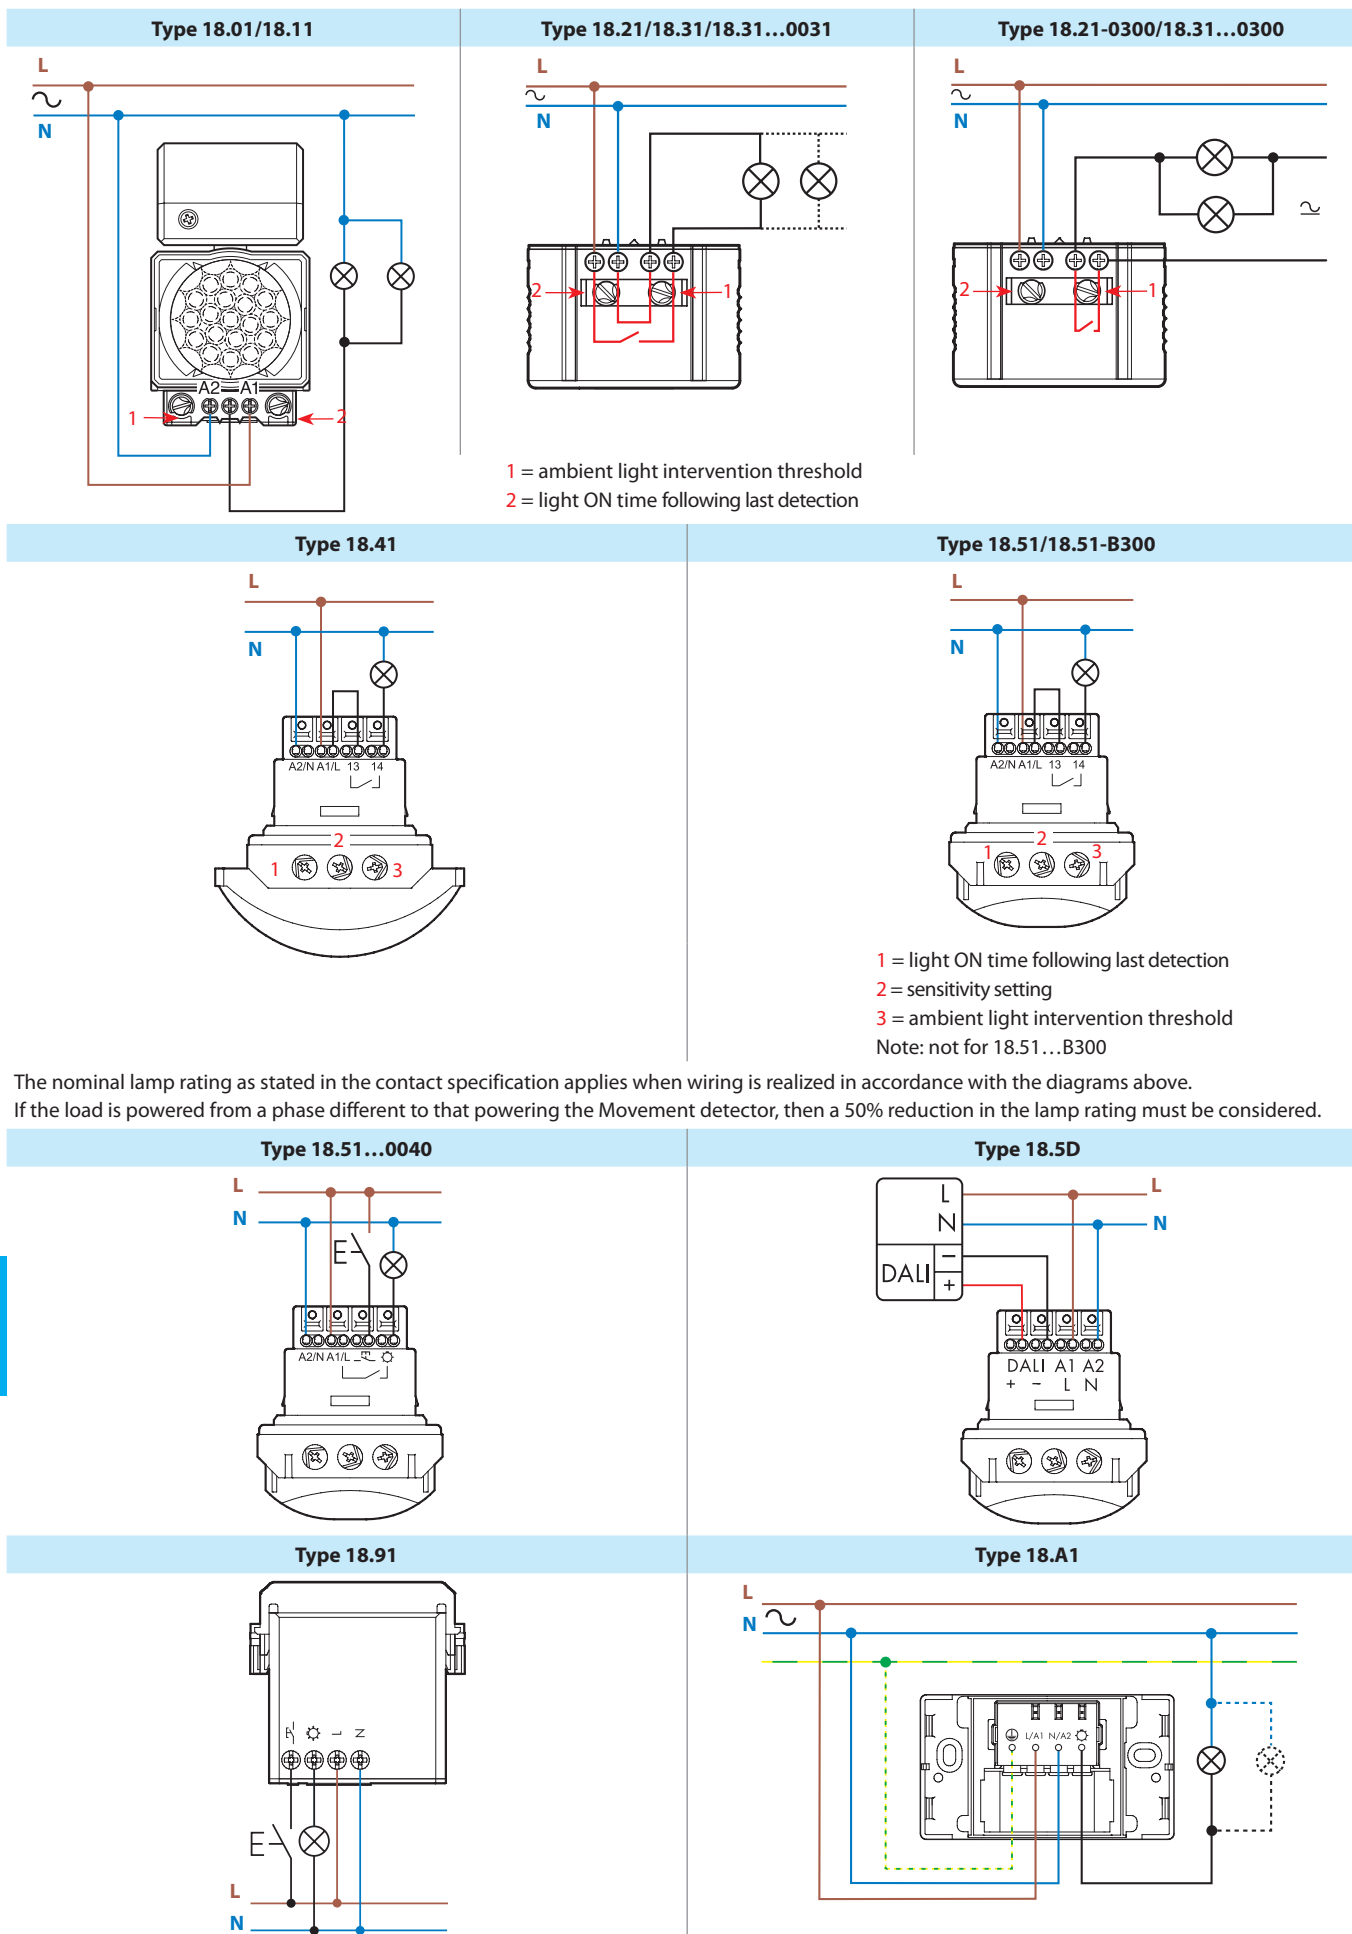 Type 18.01/18.11
Type 18.21/18.31/18.31…0031
Type 18.21-0300/18.31…0300
L
N
A2 A1
1
2
L
N
2
1
L
N
2
1
1 = ambient light intervention threshold
2 = light ON time following last detection
Type 18.41
Type 18.51/18.51-B300
L
N
A2/N A1/L 13 14
1
2
3
L
N
A2/N A1/L 13 14
1
2
3
1 = light ON time following last detection
2 = sensitivity setting
3 = ambient light intervention threshold
Note: not for 18.51…B300
The nominal lamp rating as stated in the contact specification applies when wiring is realized in accordance with the diagrams above.
If the load is powered from a phase different to that powering the Movement detector, then a 50% reduction in the lamp rating must be considered.
Type 18.51…0040
Type 18.5D
L
N
A2/N A1/L
L
N
DALI
−
+
L
N
DALI A1 A2
+ − L N
Type 18.91
Type 18.A1
L
N
L
N
L
N
L/A1 N/A2